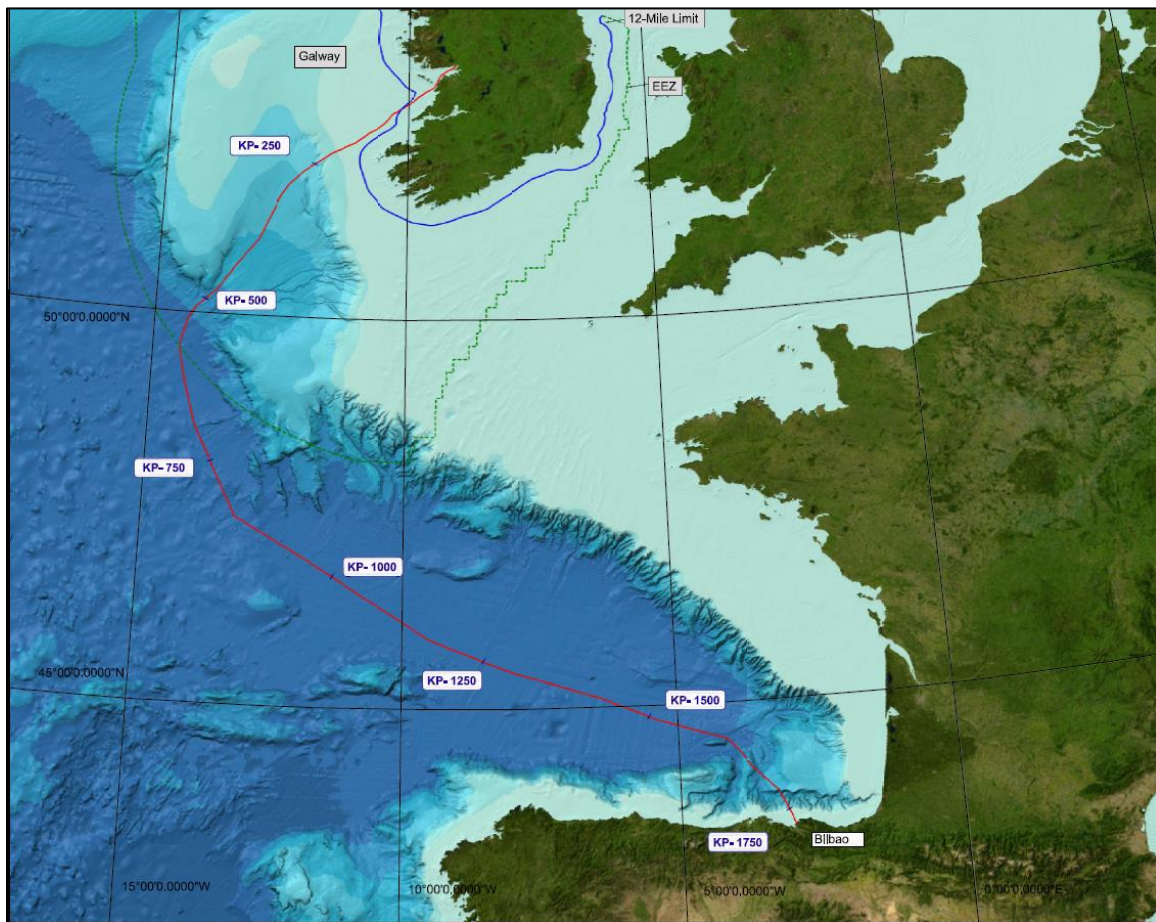 12-Mile Limit
Galway
EEZ
KP- 250
KP- 500
50°00'0.0000"N
KP- 750
KP- 1000
45°00'0.0000"N
KP- 1250
KP- 1500
KP- 1750
Bilbao
15°00'0.0000"W
10°00'0.0000"W
5°00'0.0000"W
0°00'0.0000"E